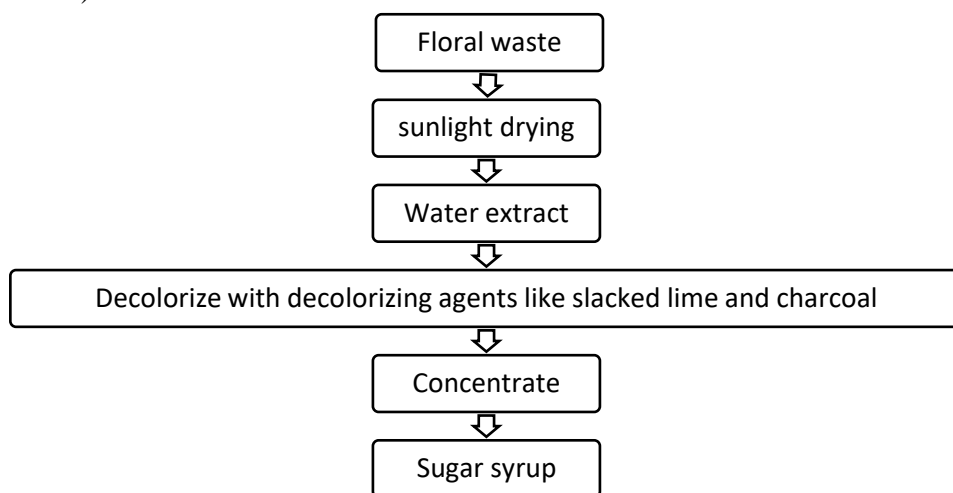 Floral waste
sunlight drying
Water extract
Decolorize with decolorizing agents like slacked lime and charcoal
Concentrate
Sugar syrup